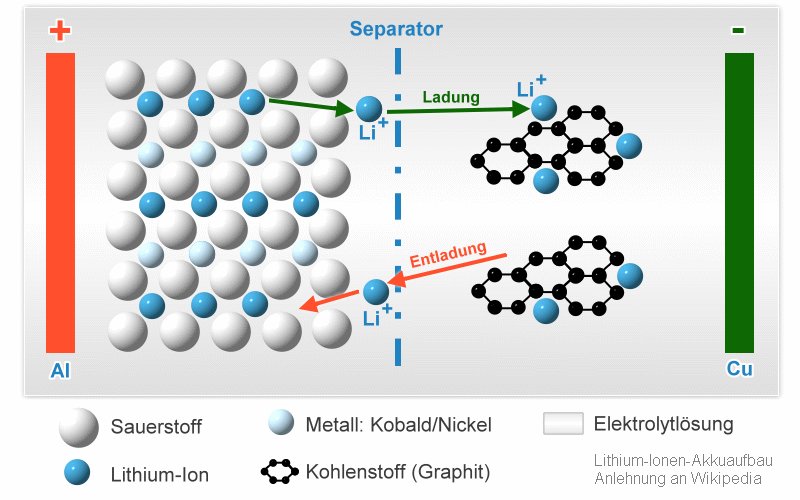 +
Separator
-
Li+
Ladung
Li+
Entladung
Li+
Al
Cu
Sauerstoff
Metall: Kobald/Nickel
Elektrolytlösung
Lithium-Ion
Kohlenstoff (Graphit)
Lithium-Ionen-Akkuaufbau
Anlehnung an Wikipedia